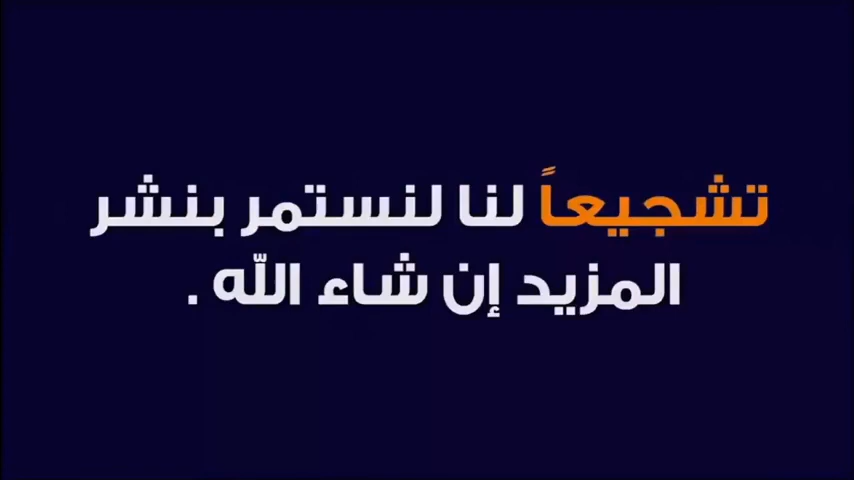 تشجيعاً لنا لنستمر بنشر
المزيد إن شاء الله .